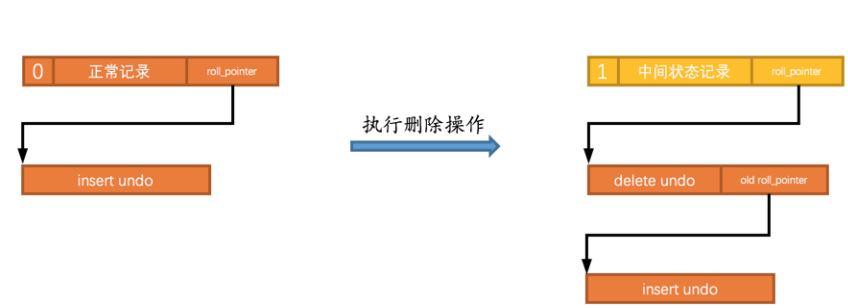 0 正常记录 roll_pointer
insert undo
执行删除操作
1 中间状态记录 roll_pointer
delete undo old roll_pointer
insert undo